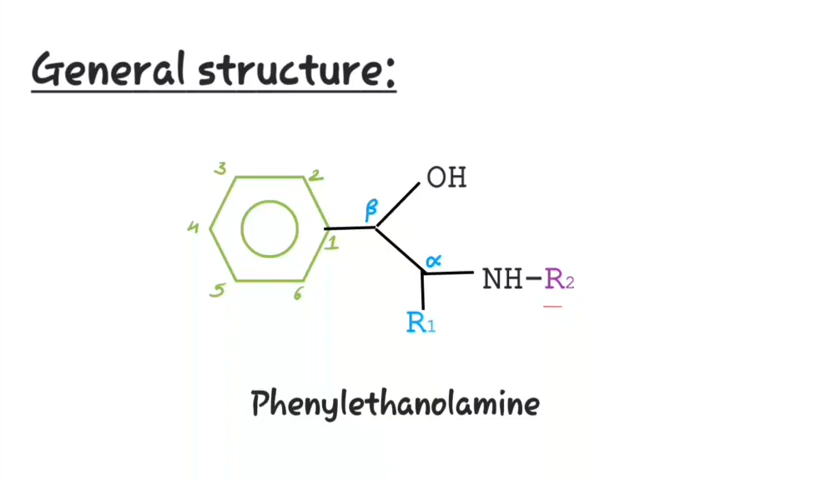 General structure:
3
2
OH
β
4
1
α
NH-R2
5
6
R1
Phenylethanolamine